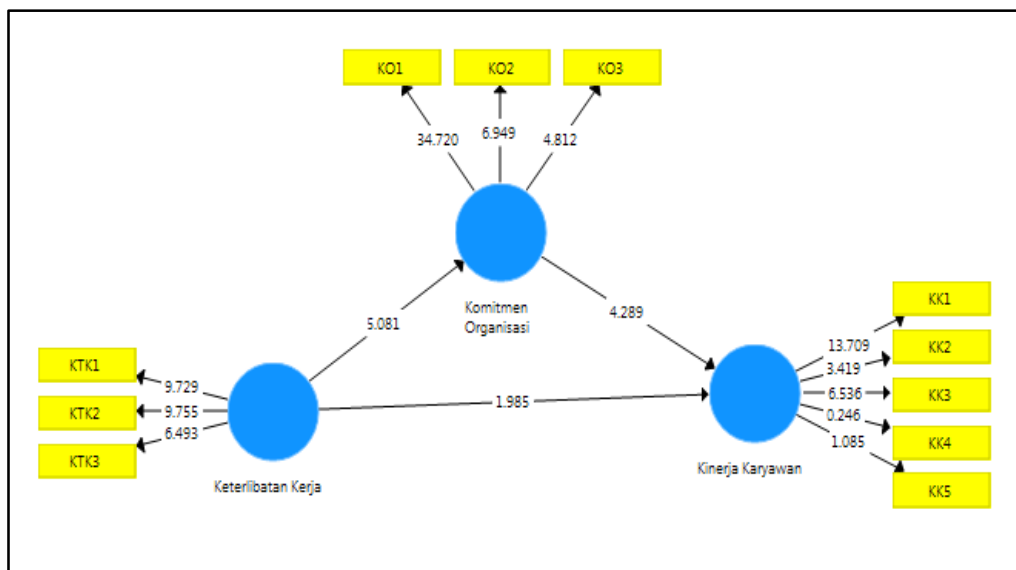 KO1 KO2 KO3
34.720 6.949 4.812
Komitmen
Organisasi
5.081
4.289
KTK1
KTK2
KTK3
9.729
9.755
6.493
Keterlibatan Kerja
1.985
Kinerja Karyawan
13.709
3.419
6.536
0.246
1.085
KK1
KK2
KK3
KK4
KK5